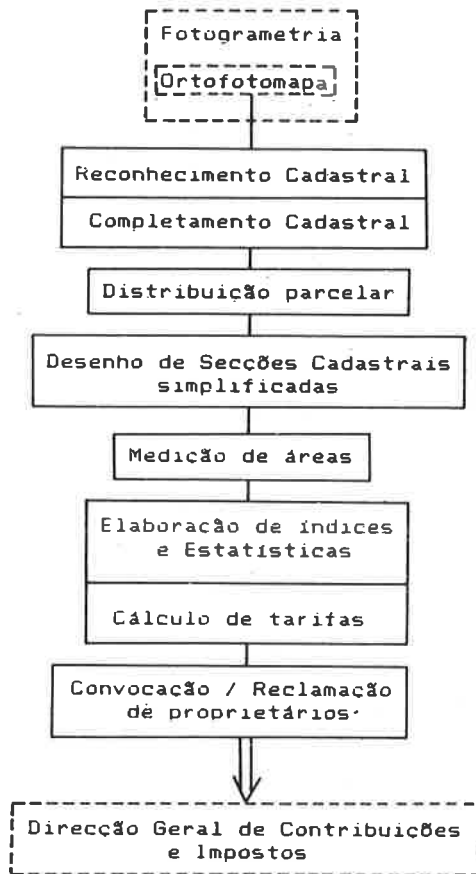 Fotogrametria
Ortofotomapa
Reconhecimento Cadastral
Completamento Cadastral
Distribuição parcelar
Desenho de Secções Cadastrais
simplificadas
Medição de áreas
Elaboração de índices
e Estatísticas
Cálculo de tarifas
Convocação / Reclamação
de proprietários
Direcção Geral de Contribuições
e Impostos